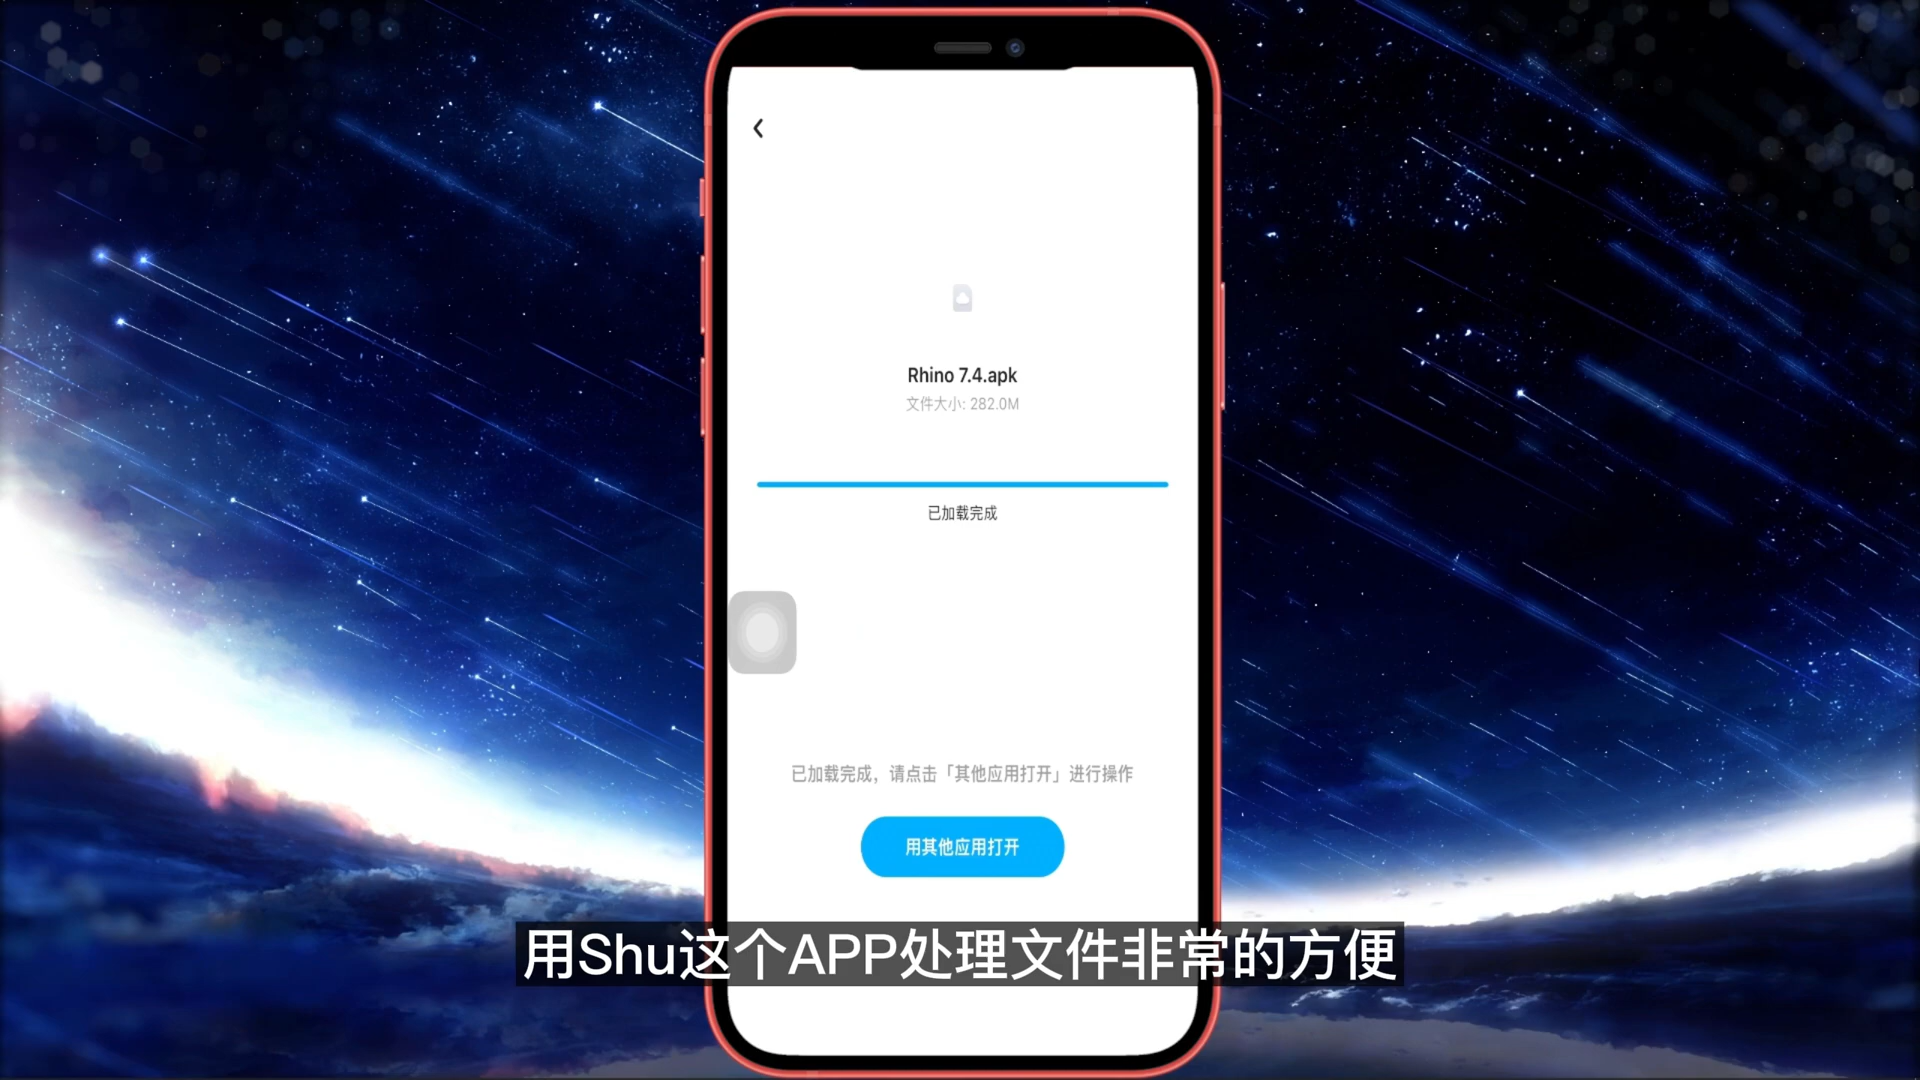 Rhino 7.4.apk
文件大小: 282.0M
已加载完成
已加载完成，请点击「其他应用打开」进行操作
用其他应用打开
用Shu这个APP处理文件非常的方便